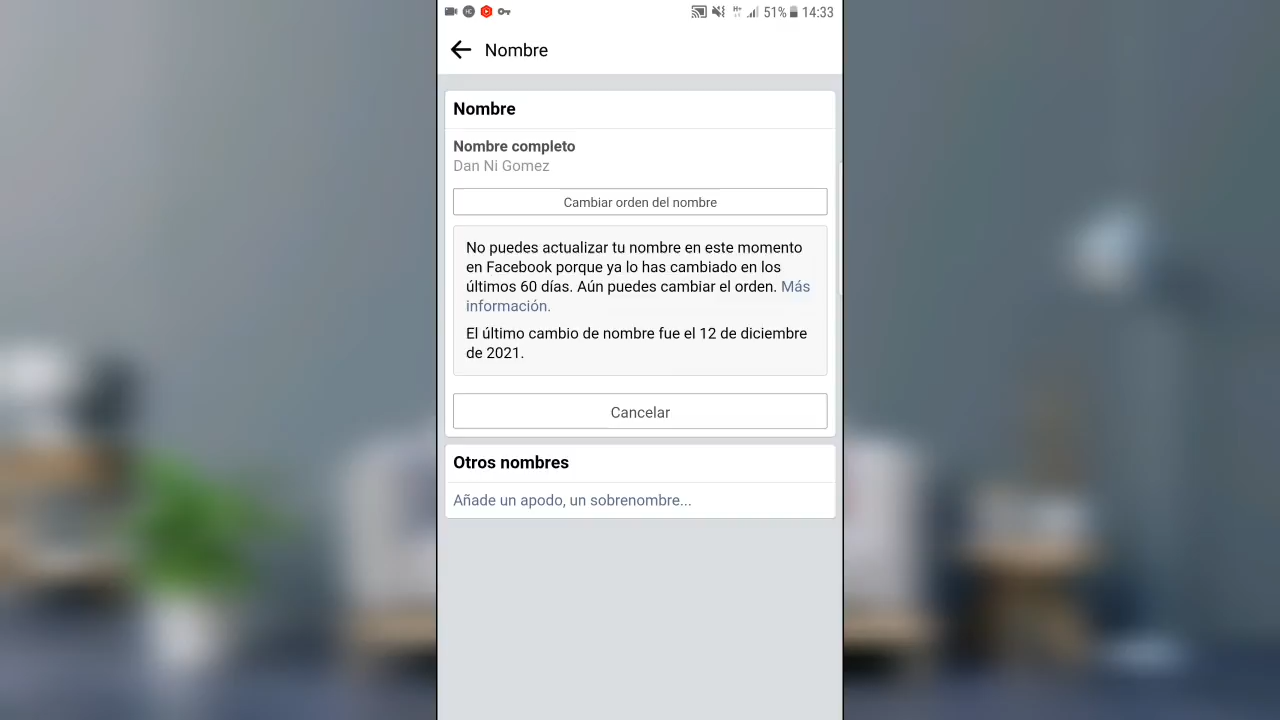 51% 14:33
Nombre
Nombre
Nombre completo
Dan Ni Gomez
Cambiar orden del nombre
No puedes actualizar tu nombre en este momento
en Facebook porque ya lo has cambiado en los
últimos 60 días. Aún puedes cambiar el orden. Más
información.
El último cambio de nombre fue el 12 de diciembre
de 2021.
Cancelar
Otros nombres
Añade un apodo, un sobrenombre...